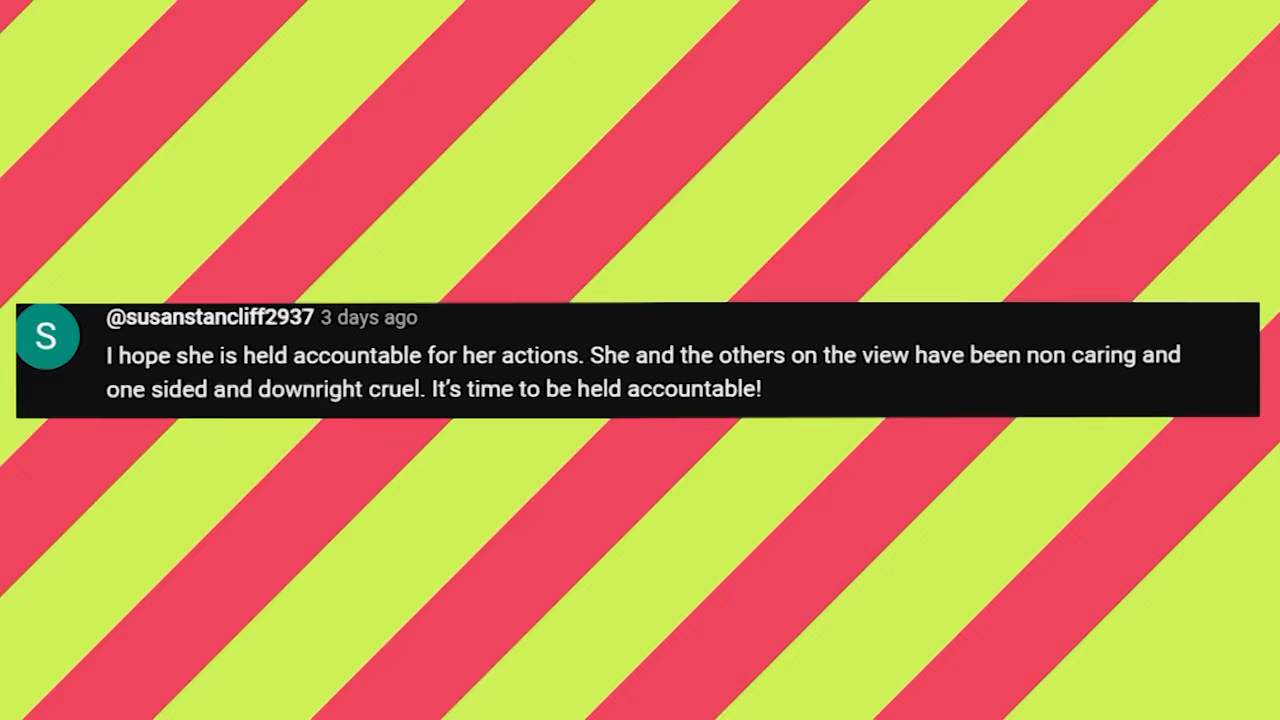 S
@susanstancliff2937 3 days ago
I hope she is held accountable for her actions. She and the others on the view have been non caring and
one sided and downright cruel. It's time to be held accountable!